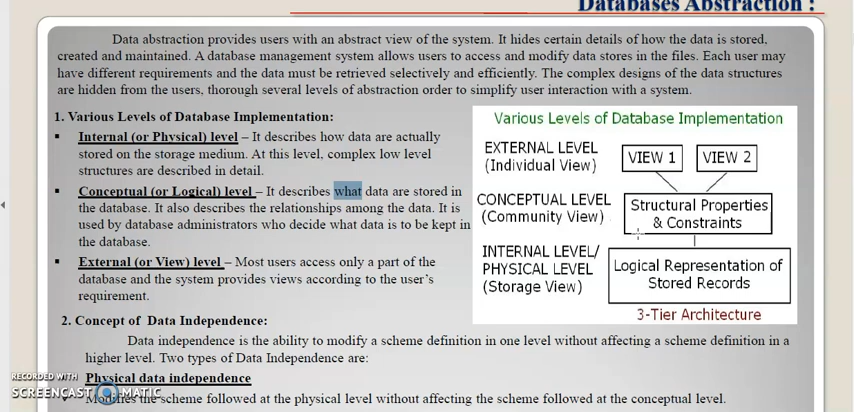 Databases Abstraction :
Data abstraction provides users with an abstract view of the system. It hides certain details of how the data is stored,
created and maintained. A database management system allows users to access and modify data stores in the files. Each user may
have different requirements and the data must be retrieved selectively and efficiently. The complex designs of the data structures
are hidden from the users, thorough several levels of abstraction order to simplify user interaction with a system.
1. Various Levels of Database Implementation:
▪ Internal (or Physical) level – It describes how data are actually
stored on the storage medium. At this level, complex low level
structures are described in detail.
▪ Conceptual (or Logical) level – It describes what data are stored in
the database. It also describes the relationships among the data. It is
used by database administrators who decide what data is to be kept in
the database.
▪ External (or View) level – Most users access only a part of the
database and the system provides views according to the user's
requirement.
Various Levels of Database Implementation
EXTERNAL LEVEL
(Individual View)
VIEW 1
VIEW 2
CONCEPTUAL LEVEL
(Community View)
Structural Properties
& Constraints
INTERNAL LEVEL/
PHYSICAL LEVEL
(Storage View)
Logical Representation of
Stored Records
3-Tier Architecture
2. Concept of Data Independence:
Data independence is the ability to modify a scheme definition in one level without affecting a scheme definition in a
higher level. Two types of Data Independence are:
Physical data independence
Modifies the scheme followed at the physical level without affecting the scheme followed at the conceptual level.
RECORDED WITH
SCREENCAST MATIC